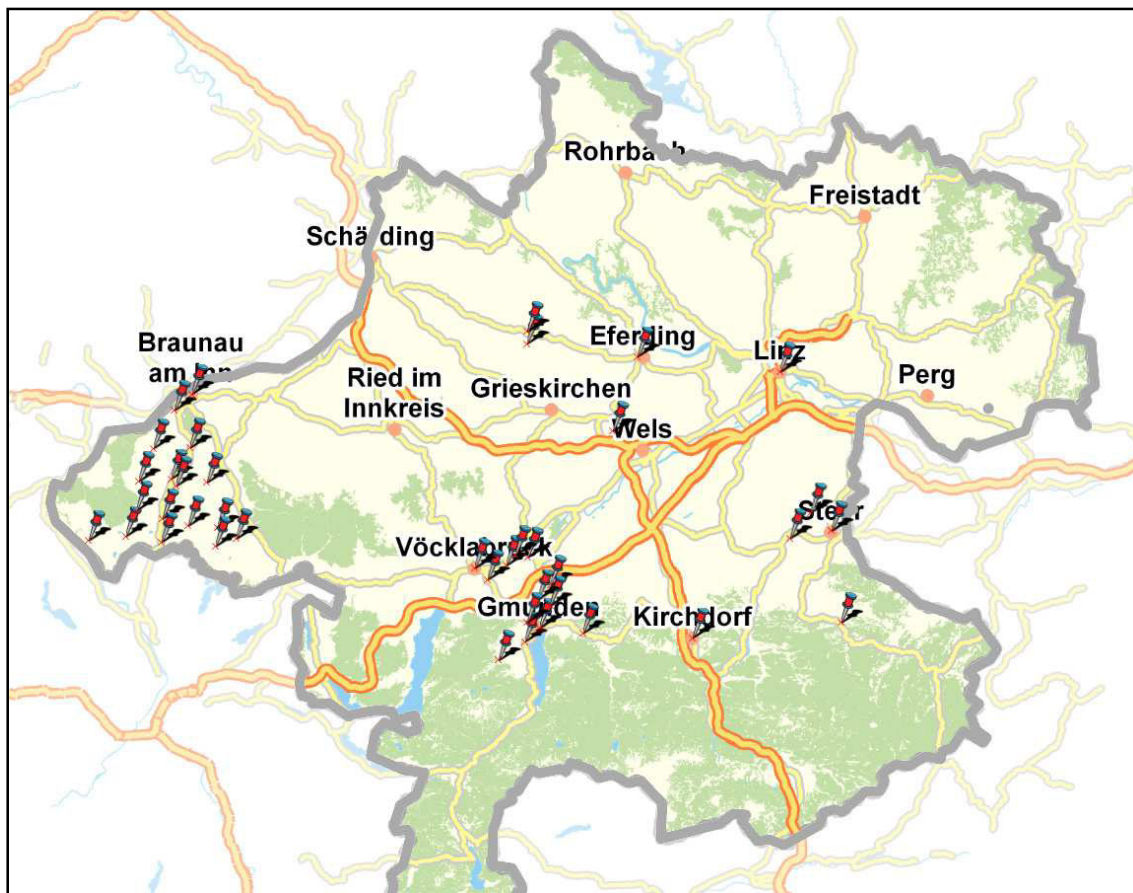 Rohrbach
Freistadt
Schärding
Braunau
am Inn
Eferding
Linz
Ried im
Innkreis
Grieskirchen
Perg
Wels
Steyr
Vöcklabruck
Gmunden
Kirchdorf